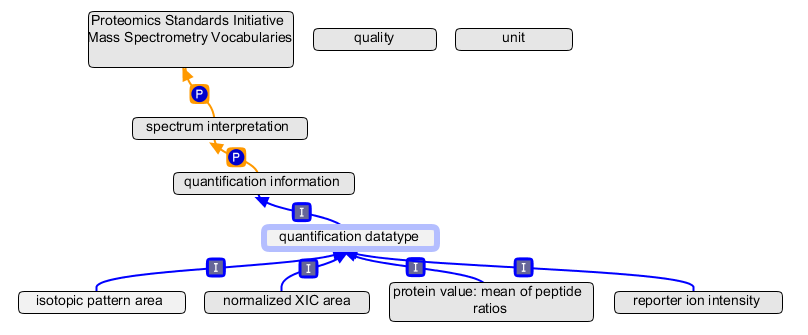 Proteomics Standards Initiative
Mass Spectrometry Vocabularies
quality
unit
P
spectrum interpretation
P
quantification information
I
quantification datatype
I
I
I
I
isotopic pattern area
normalized XIC area
protein value: mean of peptide
ratios
reporter ion intensity